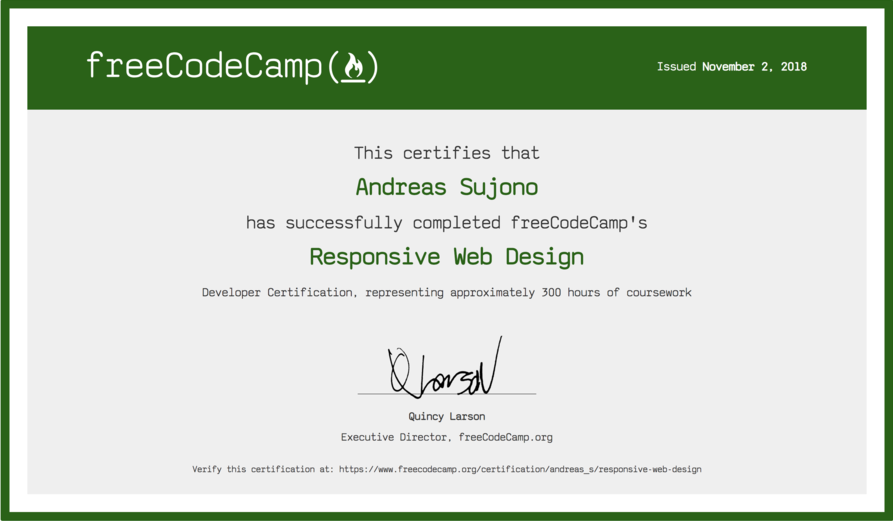 freeCodeCamp(🔥)
Issued November 2, 2018
This certifies that
Andreas Sujono
has successfully completed freeCodeCamp's
Responsive Web Design
Developer Certification, representing approximately 300 hours of coursework
Q Larson
Quincy Larson
Executive Director, freeCodeCamp.org
Verify this certification at: https://www.freecodecamp.org/certification/andreas_s/responsive-web-design